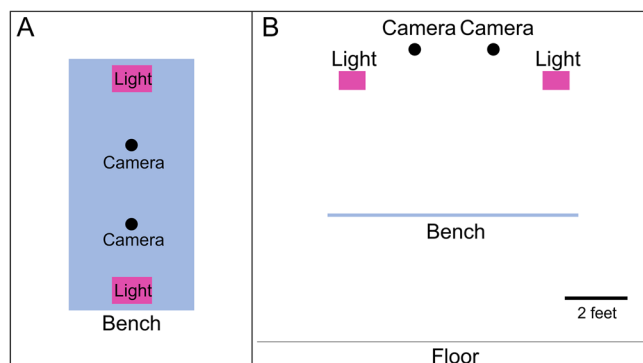 A
Light
Camera
Camera
Light
Bench
B
Camera Camera
Light Light
Bench
2 feet
Floor